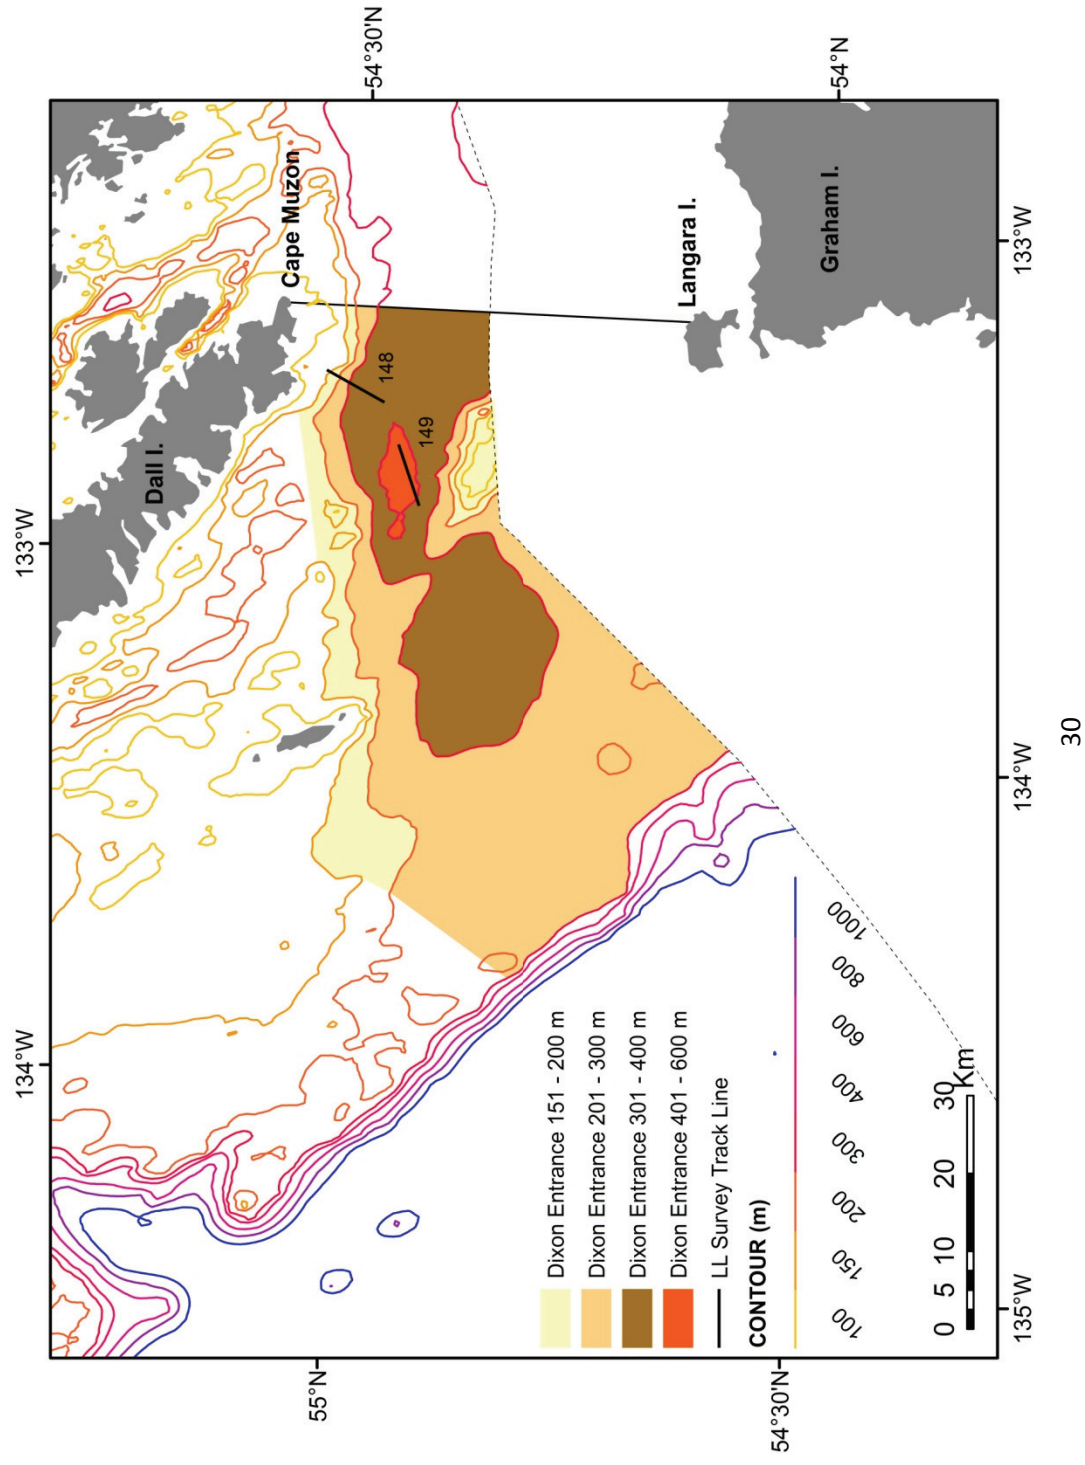 133°W
134°W
Dall I.
Cape Muzon
54°30'N
54°N
148
149
Langara I.
Graham I.
133°W
134°W
135°W
55°N
54°30'N
Dixon Entrance 151 - 200 m
Dixon Entrance 201 - 300 m
Dixon Entrance 301 - 400 m
Dixon Entrance 401 - 600 m
LL Survey Track Line
CONTOUR (m)
100 150 200 300 400 600 800 1000
0 5 10 20 30
Km
30